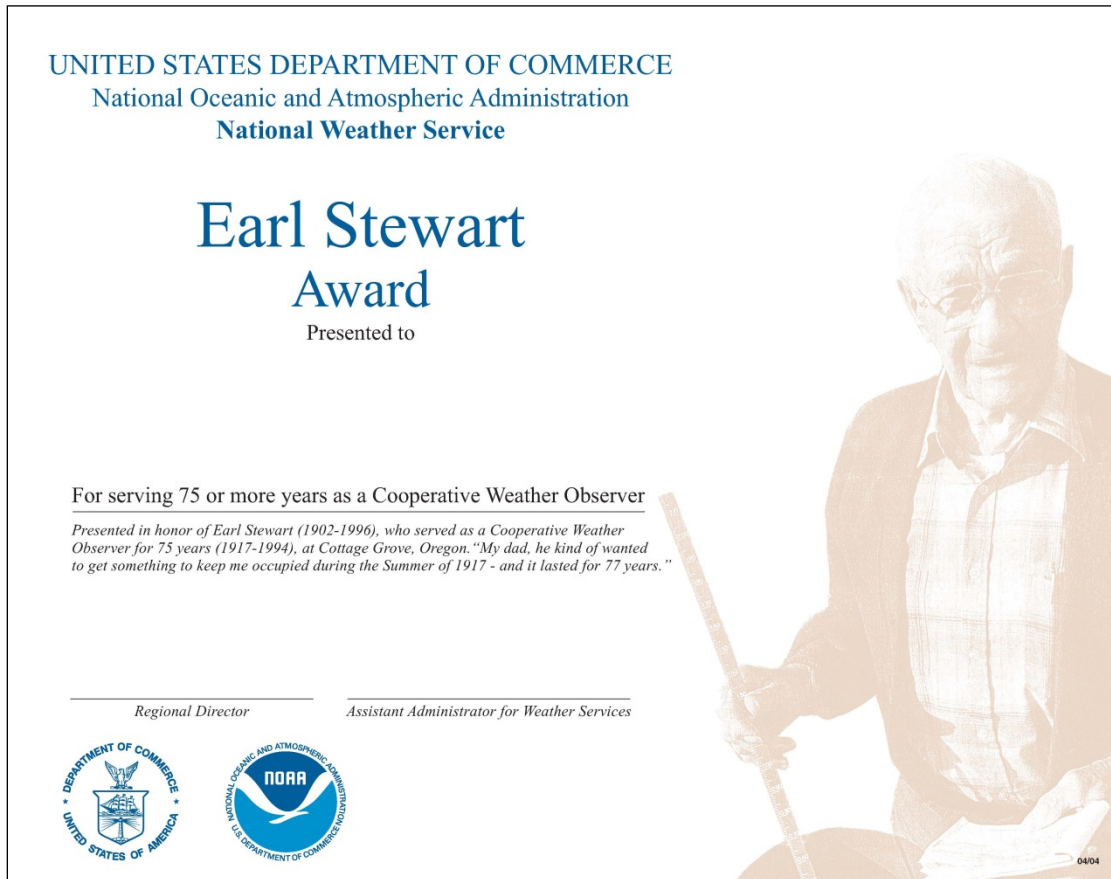 UNITED STATES DEPARTMENT OF COMMERCE
National Oceanic and Atmospheric Administration
National Weather Service
Earl Stewart
Award
Presented to
For serving 75 or more years as a Cooperative Weather Observer
Presented in honor of Earl Stewart (1902-1996), who served as a Cooperative Weather
Observer for 75 years (1917-1994), at Cottage Grove, Oregon. “My dad, he kind of wanted
to get something to keep me occupied during the Summer of 1917 - and it lasted for 77 years.”
Regional Director
Assistant Administrator for Weather Services
DEPARTMENT OF COMMERCE
UNITED STATES OF AMERICA
NATIONAL OCEANIC AND ATMOSPHERIC ADMINISTRATION
NOAA
U.S. DEPARTMENT OF COMMERCE
04/04